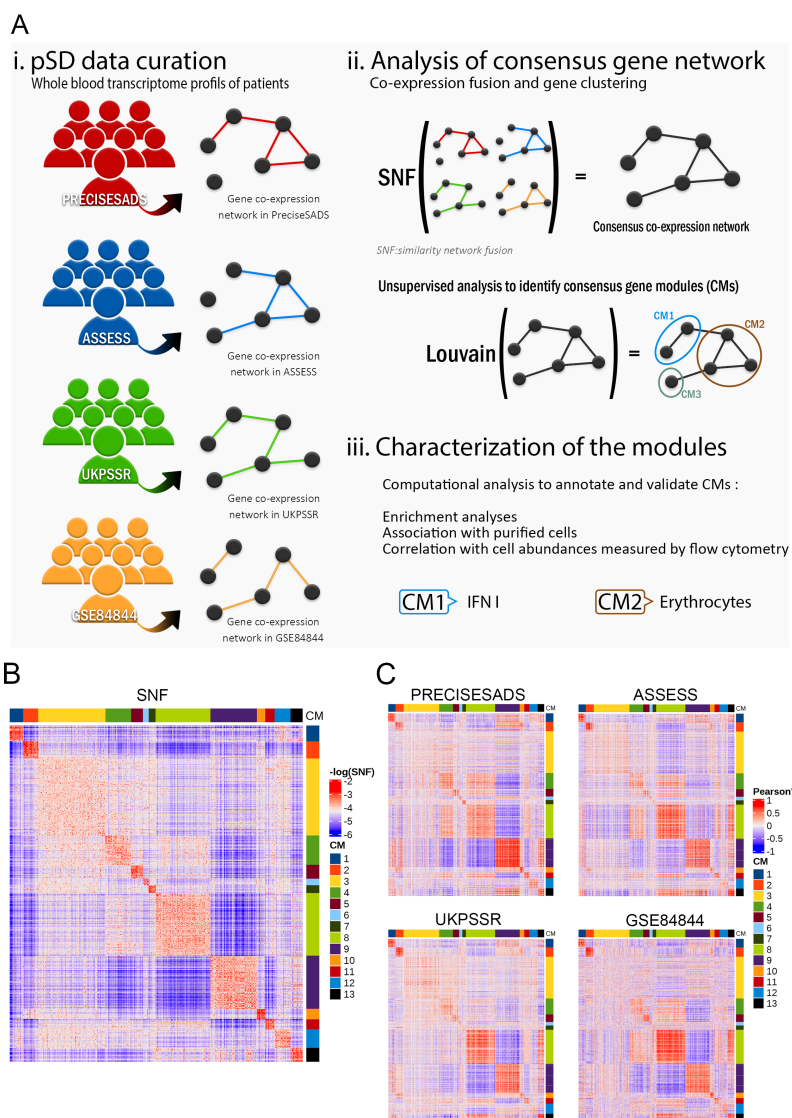 A
i. pSD data curation
Whole blood transcriptome profils of patients
PRECISESADS
Gene co-expression
network in PreciseSADS
ASSESS
Gene co-expression
network in ASSESS
UKPSSR
Gene co-expression
network in UKPSSR
GSE84844
Gene co-expression
network in GSE84844
ii. Analysis of consensus gene network
Co-expression fusion and gene clustering
SNF
=
Consensus co-expression network
SNF:similarity network fusion
Unsupervised analysis to identify consensus gene modules (CMs)
Louvain
=
CM1
CM2
CM3
iii. Characterization of the modules
Computational analysis to annotate and validate CMs :
Enrichment analyses
Association with purified cells
Correlation with cell abundances measured by flow cytometry
CM1 IFN I
CM2 Erythrocytes
B
SNF
CM
-log(SNF)
-2
-3
-4
-5
-6
CM
1
2
3
4
5
6
7
8
9
10
11
12
13
C
PRECISESADS
CM
ASSESS
CM
UKPSSR
CM
GSE84844
CM
Pearson'
1
0.5
0
-0.5
-1
CM
1
2
3
4
5
6
7
8
9
10
11
12
13